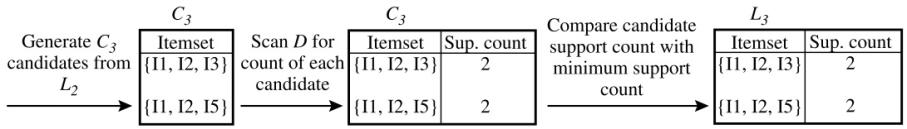 C3
Generate C3
candidates from
L2
Itemset
{I1, I2, I3}
{I1, I2, I5}
Scan D for
count of each
candidate
C3
Itemset Sup. count
{I1, I2, I3} 2
{I1, I2, I5} 2
Compare candidate
support count with
minimum support
count
L3
Itemset Sup. count
{I1, I2, I3} 2
{I1, I2, I5} 2